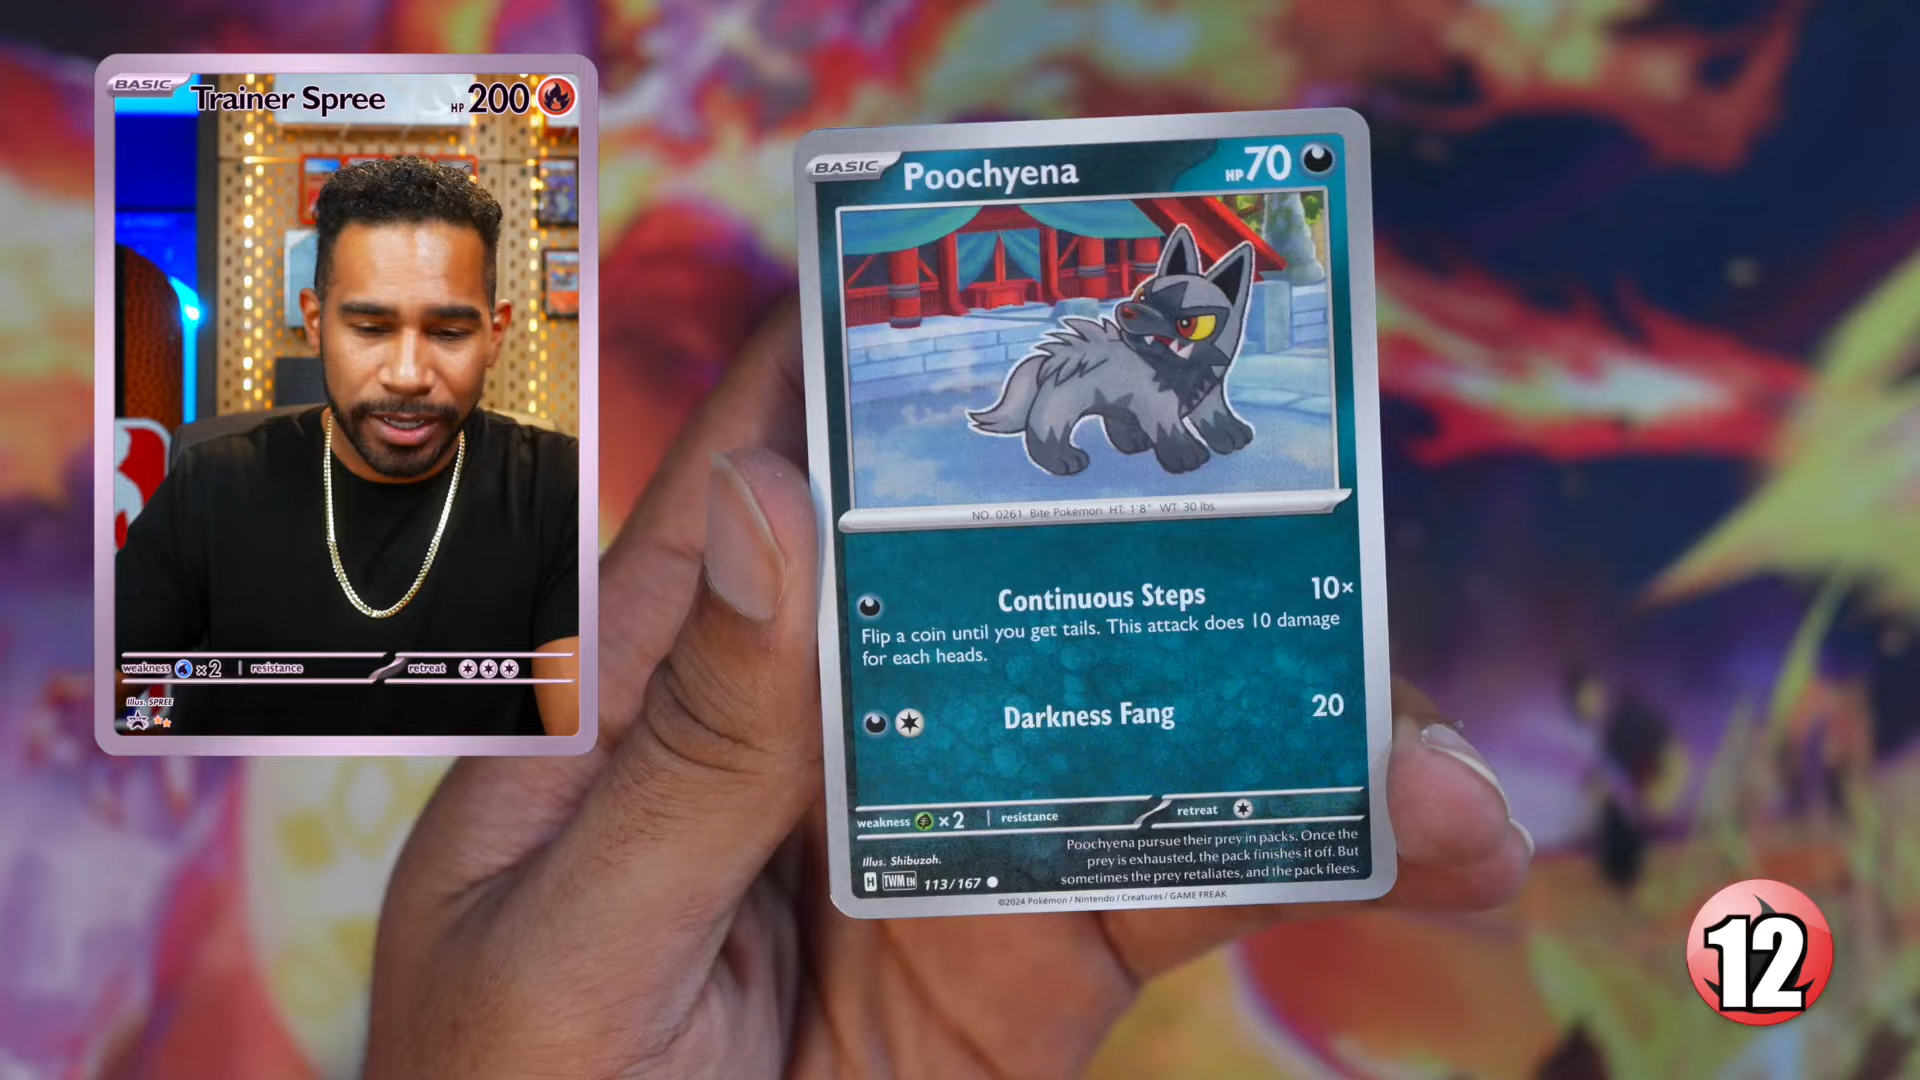 BASIC Trainer Spree HP 200
weakness ×2 resistance retreat
Illus. SPREE
BASIC Poochyena HP 70
NO. 0261 Bite Pokémon HT: 1'8" WT: 30 lbs.
Continuous Steps 10×
Flip a coin until you get tails. This attack does 10 damage
for each heads.
Darkness Fang 20
weakness ×2 resistance retreat
Poochyena pursue their prey in packs. Once the
prey is exhausted, the pack finishes it off. But
sometimes the prey retaliates, and the pack flees.
Illus. Shibuzoh.
H TWM EN 113/167
©2024 Pokémon / Nintendo / Creatures / GAME FREAK
12